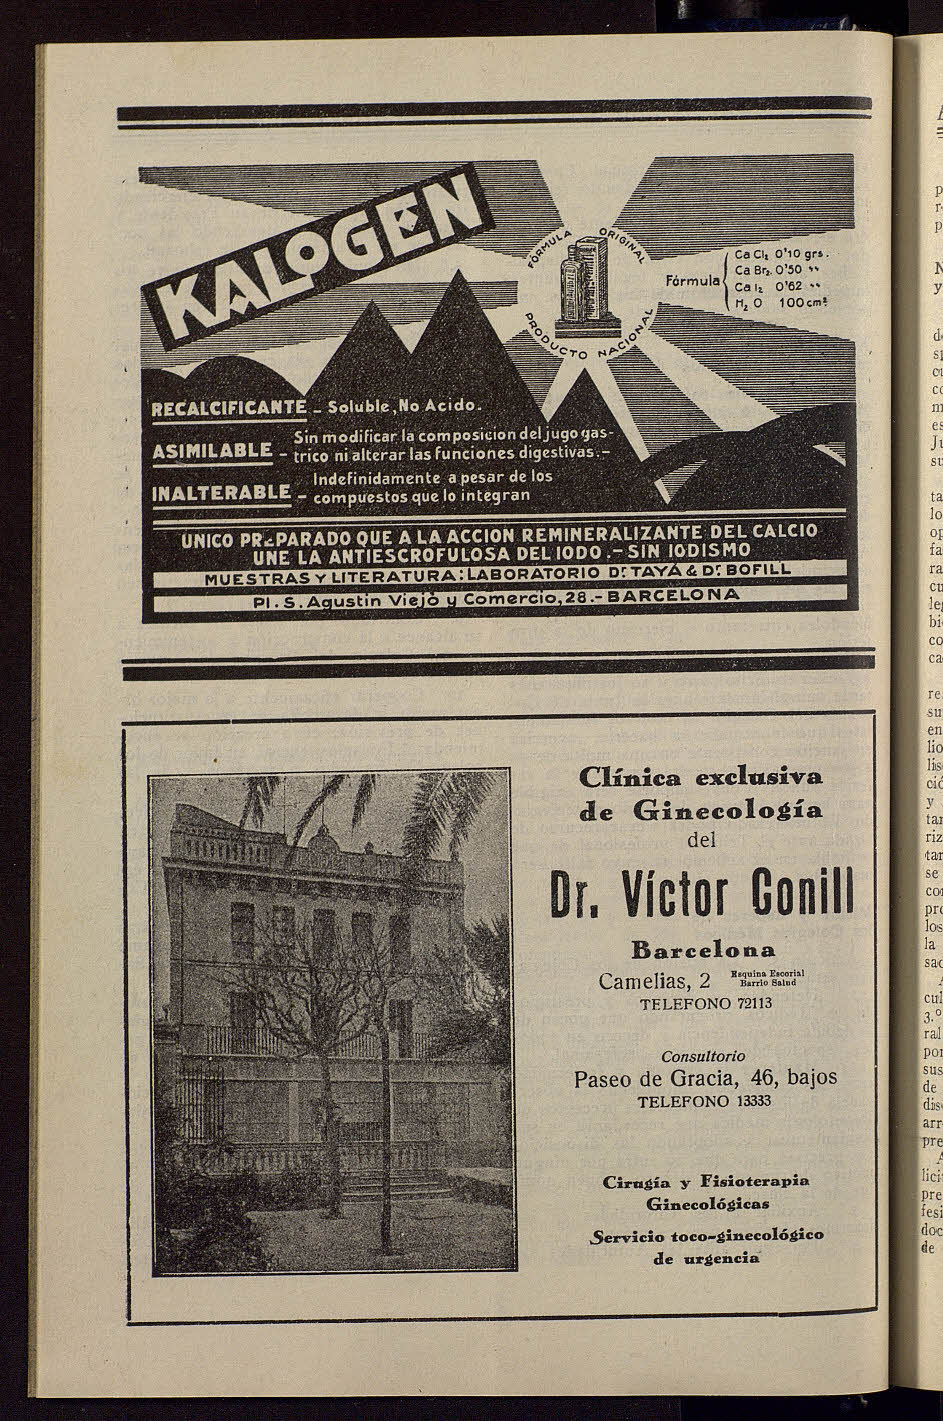 KALOGEN
FÓRMULA ORIGINAL
PRODUCTO NACIONAL
Fórmula
Ca Cl₂ 0'10 grs.
Ca Br₂ 0'50 "
Ca I₂ 0'62 "
H₂O 100 cm³
RECALCIFICANTE - Soluble, No Acido.
ASIMILABLE - Sin modificar la composicion del jugo gas-
trico ni alterar las funciones digestivas.-
INALTERABLE - Indefinidamente a pesar de los
compuestos que lo integran
UNICO PREPARADO QUE A LA ACCION REMINERALIZANTE DEL CALCIO
UNE LA ANTIESCROFULOSA DEL IODO.- SIN IODISMO
MUESTRAS Y LITERATURA: LABORATORIO Dr. TAYÁ & Dr. BOFILL
Pl. S. Agustin Viejo y Comercio, 28.- BARCELONA
Clínica exclusiva
de Ginecología
del
Dr. Víctor Conill
Barcelona
Camelias, 2 Esquina Escorial
Barrio Salud
TELEFONO 72113
Consultorio
Paseo de Gracia, 46, bajos
TELEFONO 13333
Cirugía y Fisioterapia
Ginecológicas
Servicio toco-ginecológico
de urgencia